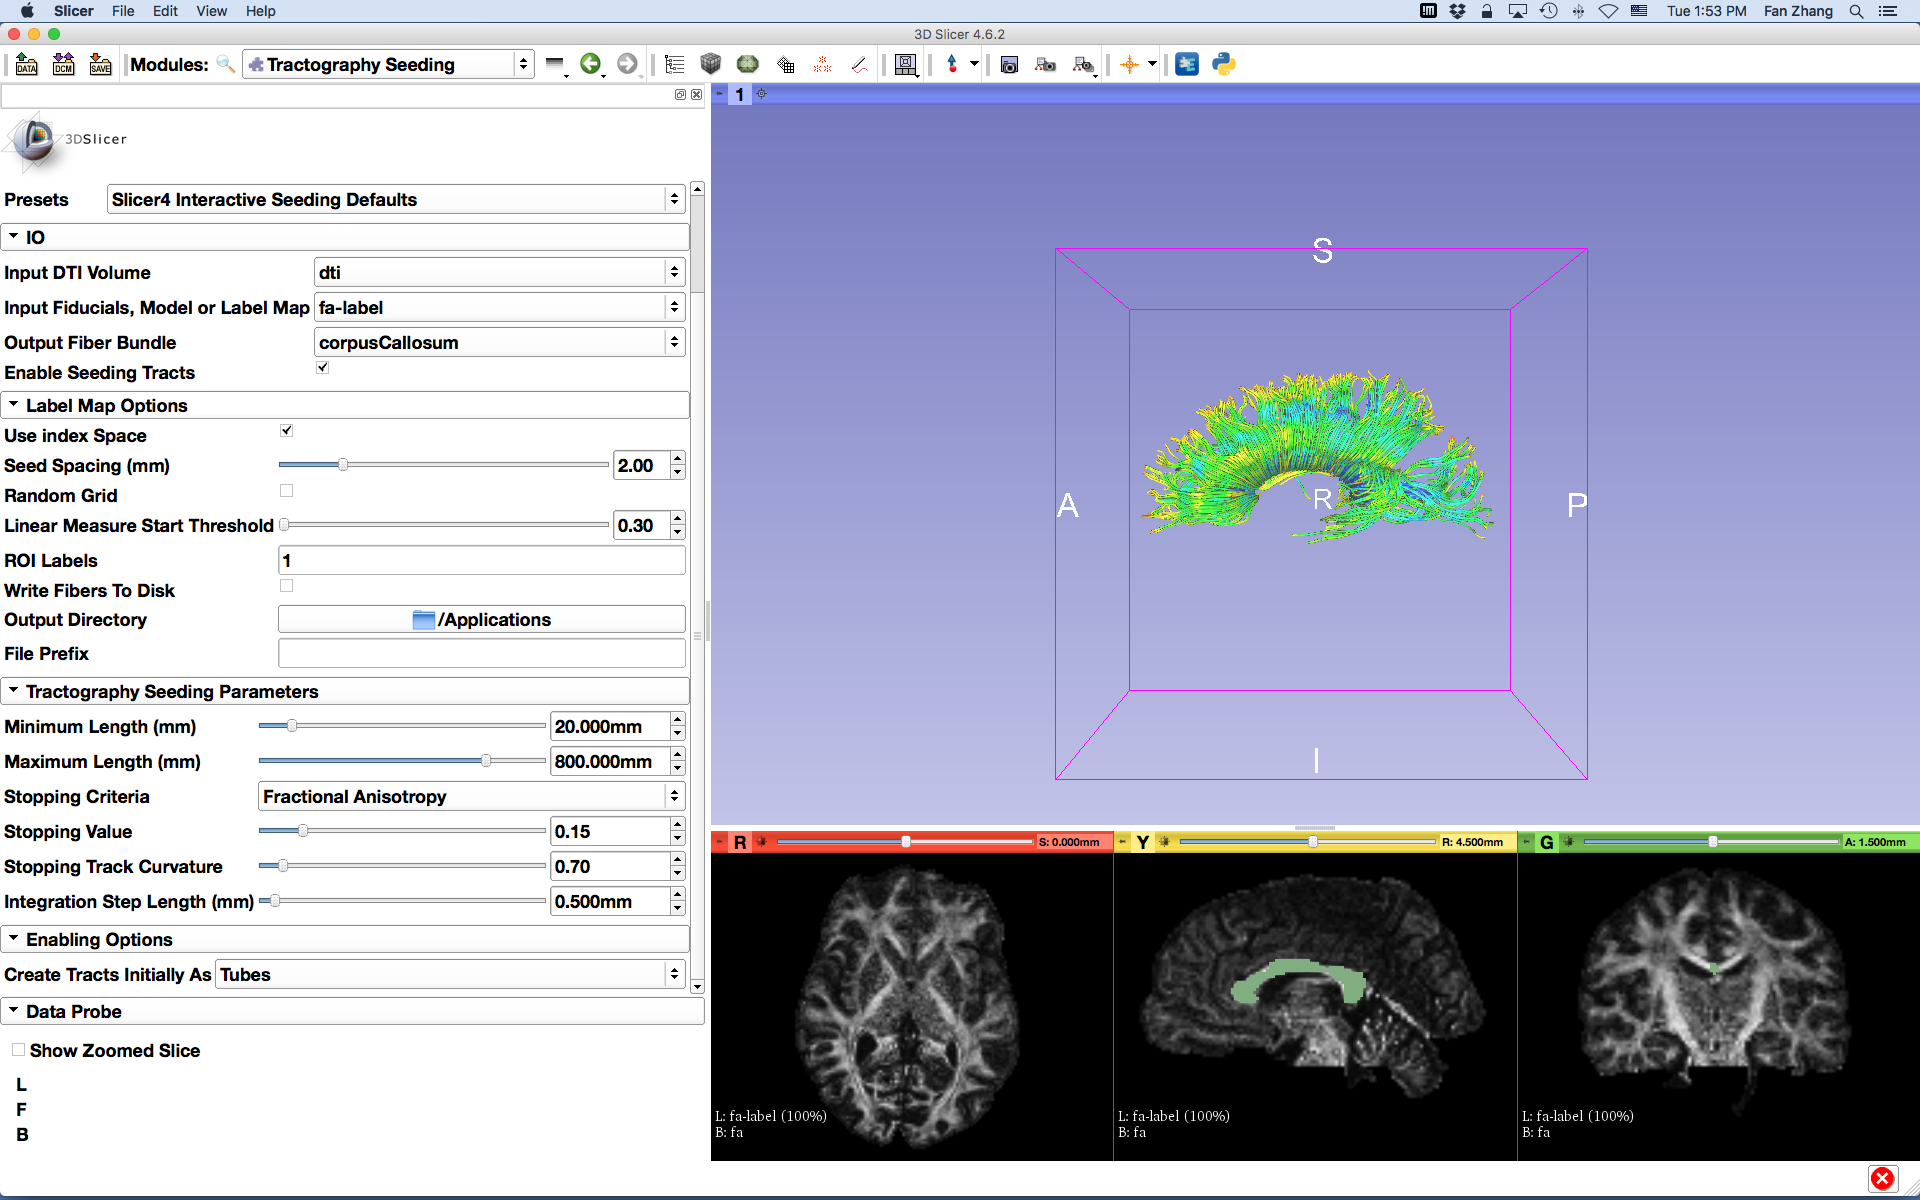 Slicer File Edit View Help Tue 1:53 PM Fan Zhang
3D Slicer 4.6.2
DATA DCM SAVE Modules: Tractography Seeding
1
3DSlicer
Presets Slicer4 Interactive Seeding Defaults
IO
Input DTI Volume dti
Input Fiducials, Model or Label Map fa-label
Output Fiber Bundle corpusCallosum
Enable Seeding Tracts
Label Map Options
Use index Space
Seed Spacing (mm) 2.00
Random Grid
Linear Measure Start Threshold 0.30
ROI Labels 1
Write Fibers To Disk
Output Directory /Applications
File Prefix
Tractography Seeding Parameters
Minimum Length (mm) 20.000mm
Maximum Length (mm) 800.000mm
Stopping Criteria Fractional Anisotropy
Stopping Value 0.15
Stopping Track Curvature 0.70
Integration Step Length (mm) 0.500mm
Enabling Options
Create Tracts Initially As Tubes
Data Probe
Show Zoomed Slice
L
F
B
S
A R P
I
R S: 0.000mm Y R: 4.500mm G A: 1.500mm
L: fa-label (100%) L: fa-label (100%) L: fa-label (100%)
B: fa B: fa B: fa